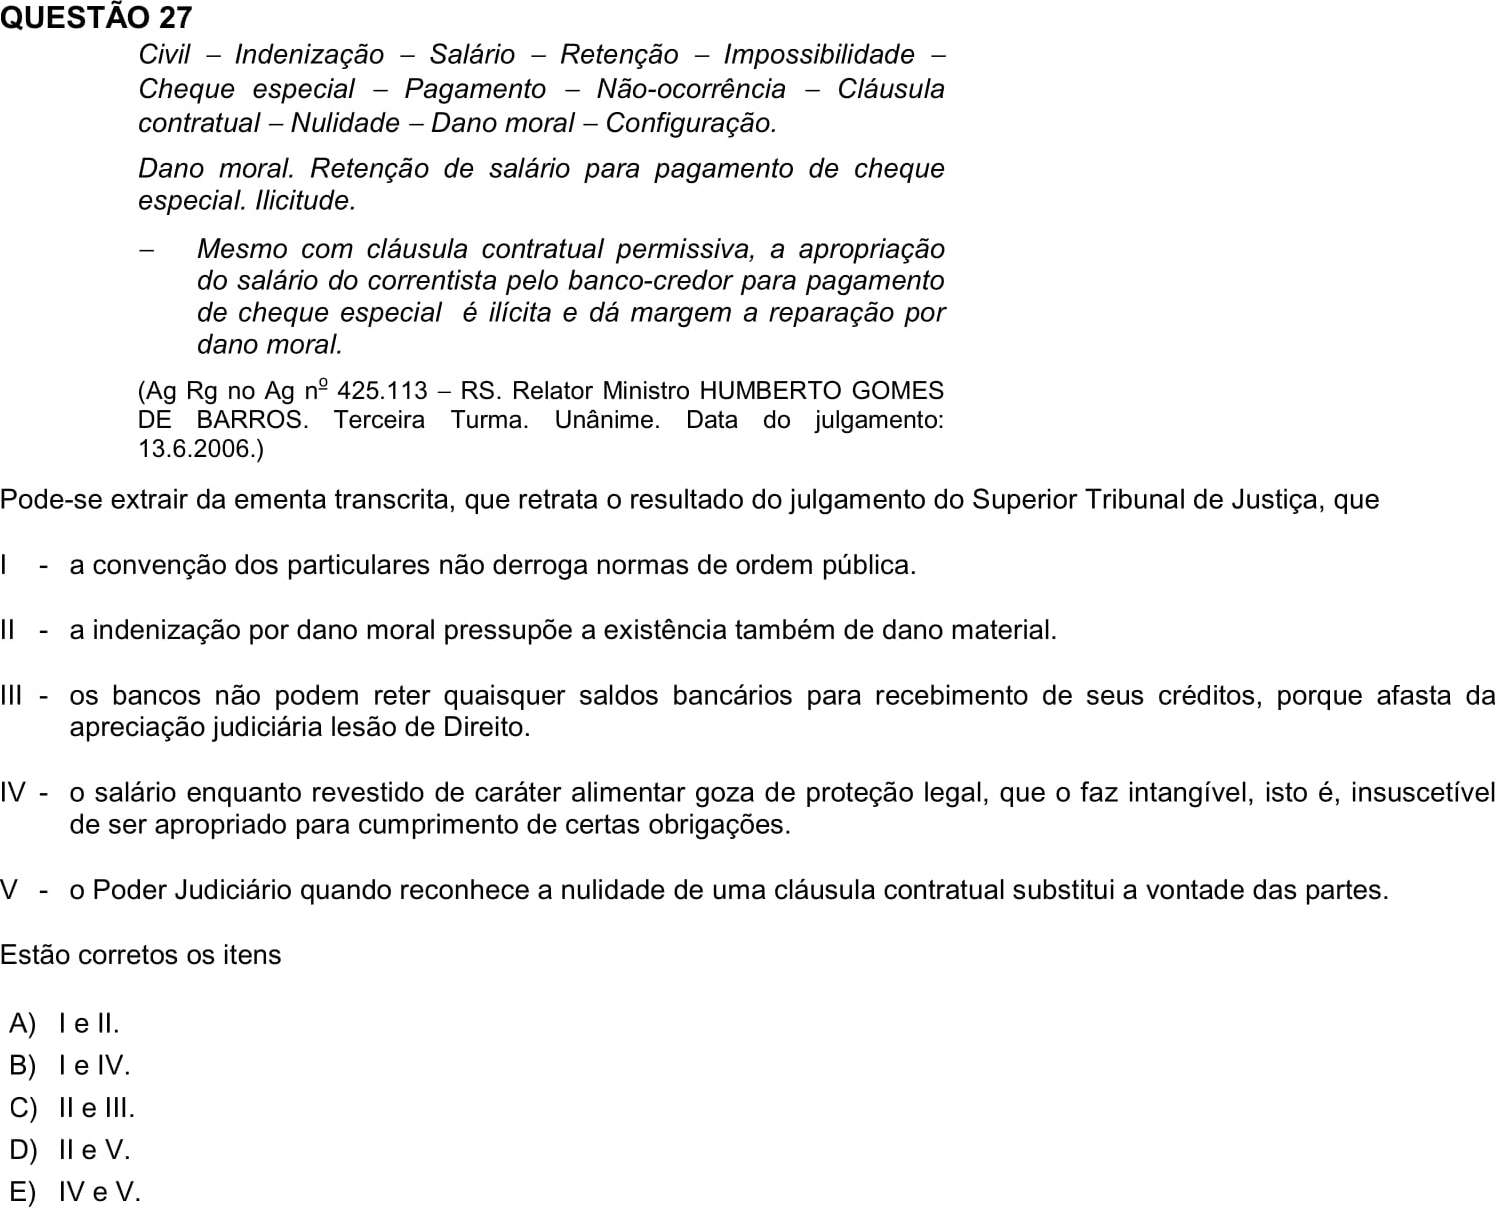 QUESTÃO 27
Civil – Indenização – Salário – Retenção – Impossibilidade –
Cheque especial – Pagamento – Não-ocorrência – Cláusula
contratual – Nulidade – Dano moral – Configuração.
Dano moral. Retenção de salário para pagamento de cheque
especial. Ilicitude.
– Mesmo com cláusula contratual permissiva, a apropriação
do salário do correntista pelo banco-credor para pagamento
de cheque especial é ilícita e dá margem a reparação por
dano moral.
(Ag Rg no Ag nº 425.113 – RS. Relator Ministro HUMBERTO GOMES
DE BARROS. Terceira Turma. Unânime. Data do julgamento:
13.6.2006.)
Pode-se extrair da ementa transcrita, que retrata o resultado do julgamento do Superior Tribunal de Justiça, que
I - a convenção dos particulares não derroga normas de ordem pública.
II - a indenização por dano moral pressupõe a existência também de dano material.
III - os bancos não podem reter quaisquer saldos bancários para recebimento de seus créditos, porque afasta da
apreciação judiciária lesão de Direito.
IV - o salário enquanto revestido de caráter alimentar goza de proteção legal, que o faz intangível, isto é, insuscetível
de ser apropriado para cumprimento de certas obrigações.
V - o Poder Judiciário quando reconhece a nulidade de uma cláusula contratual substitui a vontade das partes.
Estão corretos os itens
A) I e II.
B) I e IV.
C) II e III.
D) II e V.
E) IV e V.